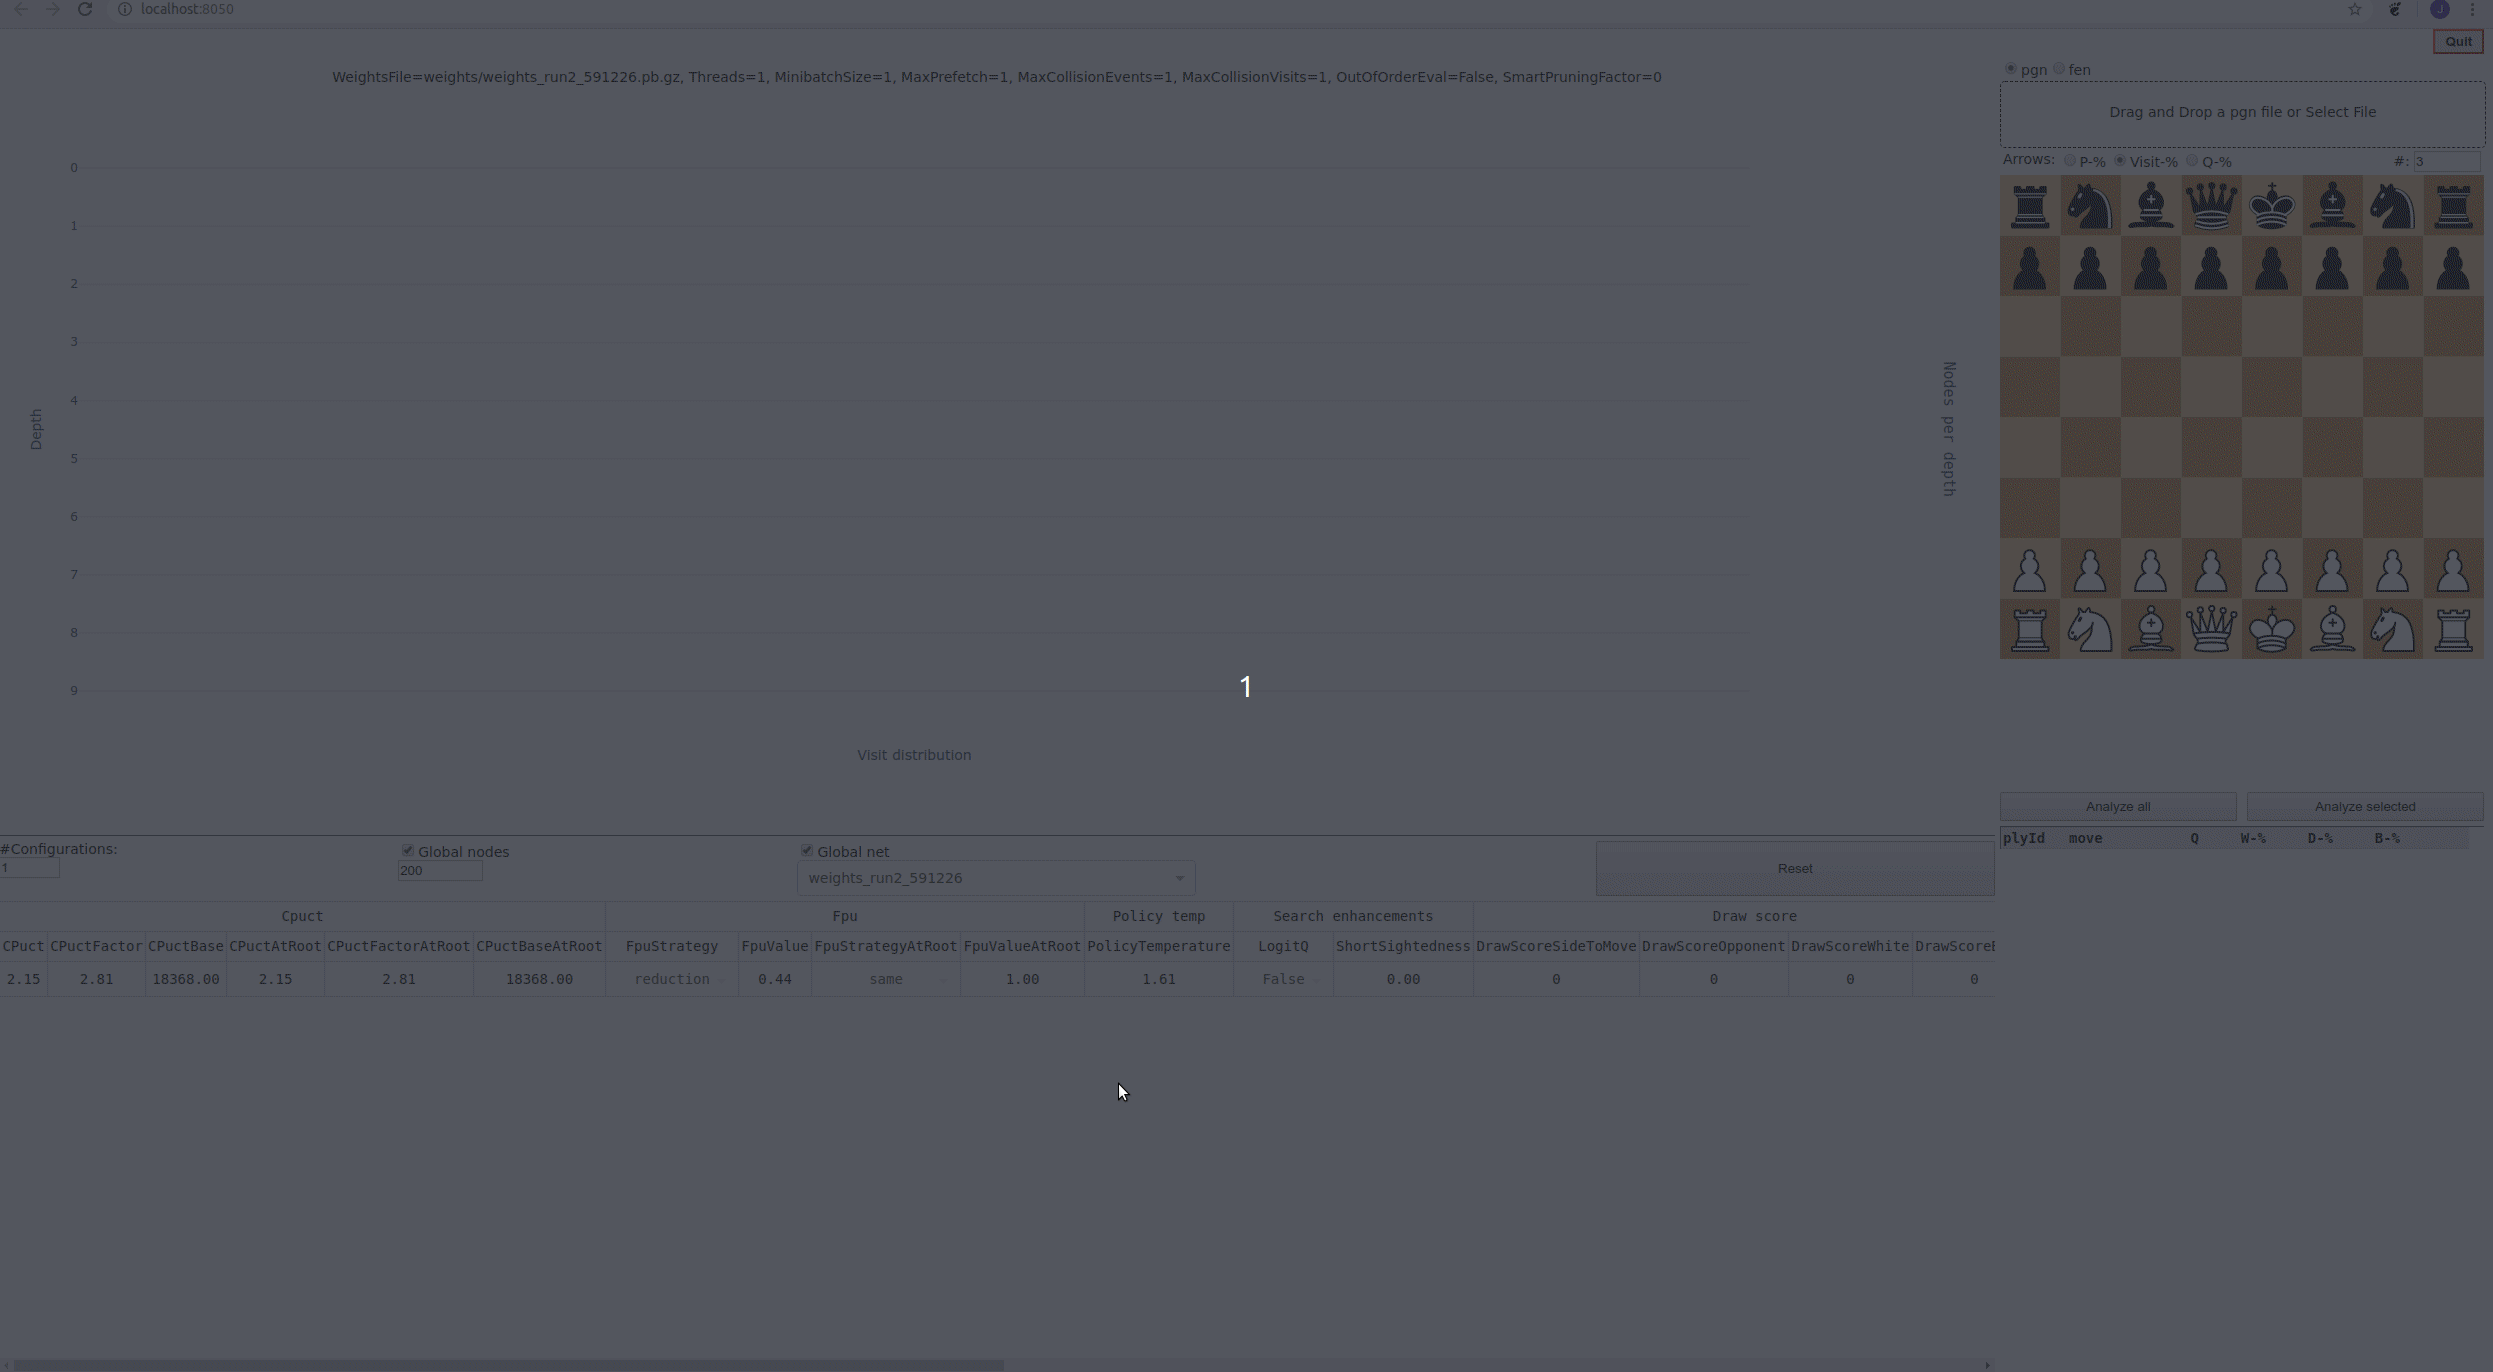 localhost:8050
J
Quit
WeightsFile=weights/weights_run2_591226.pb.gz, Threads=1, MinibatchSize=1, MaxPrefetch=1, MaxCollisionEvents=1, MaxCollisionVisits=1, OutOfOrderEval=False, SmartPruningFactor=0
pgn fen
Drag and Drop a pgn file or Select File
Arrows: P-% Visit-% Q-% #: 3
0
1
2
3
4
5
6
7
8
9
Depth
Nodes per depth
1
Visit distribution
Analyze all Analyze selected
plyId move Q W-% D-% B-%
#Configurations: Global nodes Global net
1 200 weights_run2_591226 Reset
Cpuct Fpu Policy temp Search enhancements Draw score
CPuct CPuctFactor CPuctBase CPuctAtRoot CPuctFactorAtRoot CPuctBaseAtRoot FpuStrategy FpuValue FpuStrategyAtRoot FpuValueAtRoot PolicyTemperature LogitQ ShortSightedness DrawScoreSideToMove DrawScoreOpponent DrawScoreWhite DrawScoreB
2.15 2.81 18368.00 2.15 2.81 18368.00 reduction 0.44 same 1.00 1.61 False 0.00 0 0 0 0